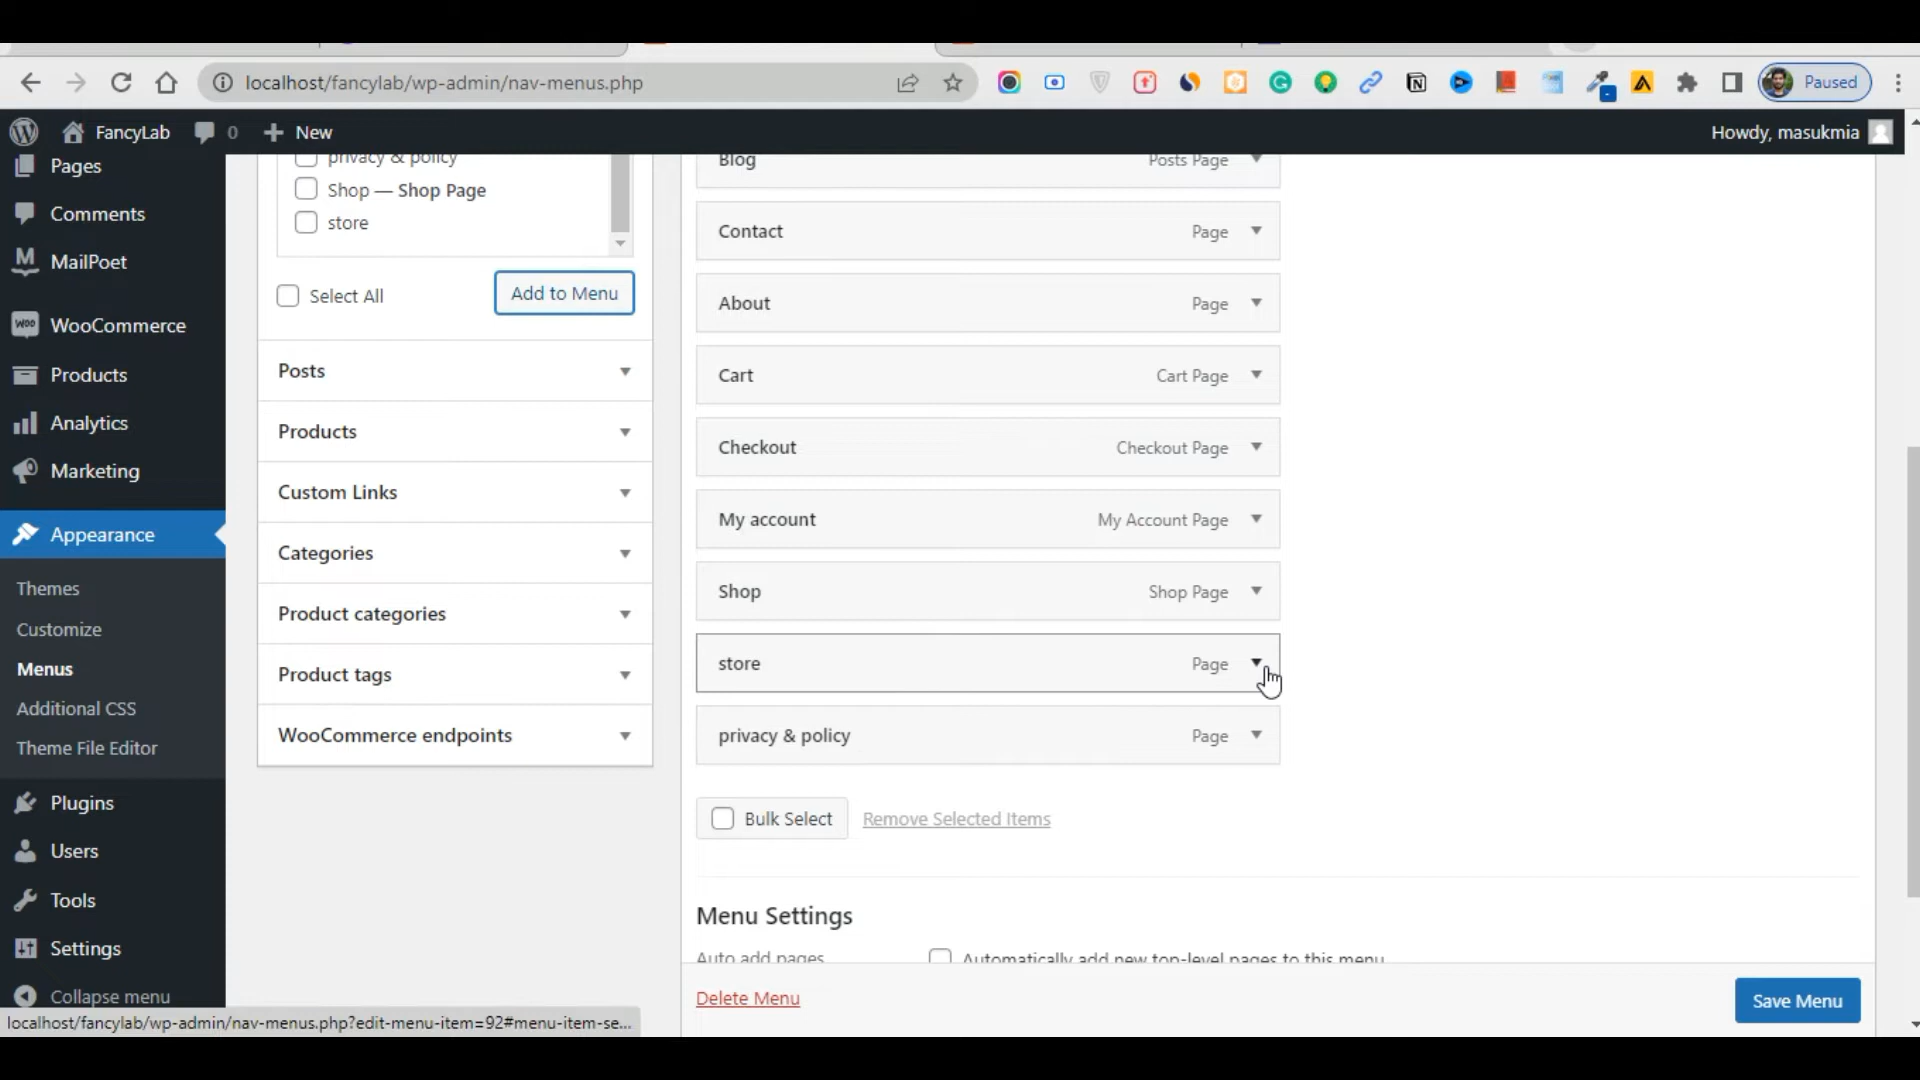 localhost/fancylab/wp-admin/nav-menus.php
Paused
FancyLab 0 New
Howdy, masukmia
Pages
Comments
MailPoet
WooCommerce
Products
Analytics
Marketing
Appearance
Themes
Customize
Menus
Additional CSS
Theme File Editor
Plugins
Users
Tools
Settings
Collapse menu
privacy & policy
Shop — Shop Page
store
Select All
Add to Menu
Posts
Products
Custom Links
Categories
Product categories
Product tags
WooCommerce endpoints
Blog Posts Page
Contact Page
About Page
Cart Cart Page
Checkout Checkout Page
My account My Account Page
Shop Shop Page
store Page
privacy & policy Page
Bulk Select Remove Selected Items
Menu Settings
Auto add pages Automatically add new top-level pages to this menu
Delete Menu
Save Menu
localhost/fancylab/wp-admin/nav-menus.php?edit-menu-item=92#menu-item-se...